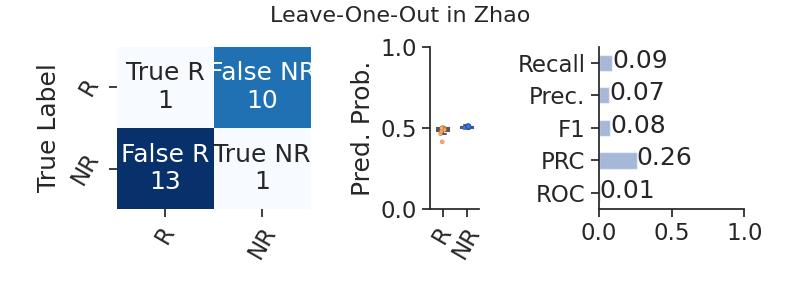 Leave-One-Out in Zhao
True Label
R
NR
True R
1
False NR
10
False R
13
True NR
1
R
NR
Pred. Prob.
1.0
0.5
0.0
R
NR
Recall
0.09
Prec.
0.07
F1
0.08
PRC
0.26
ROC
0.01
0.0
0.5
1.0